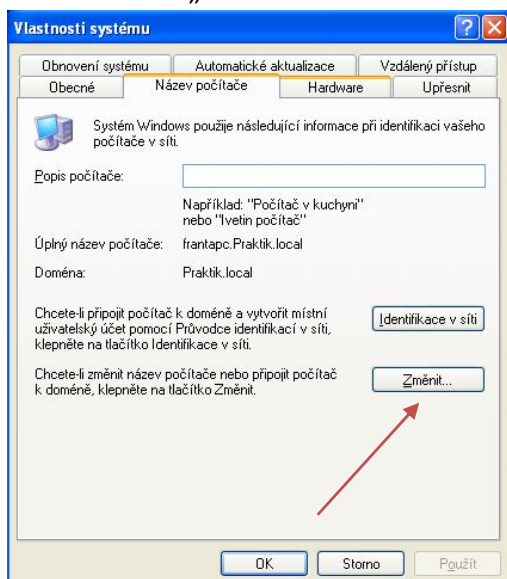 „
Vlastnosti systému
Obnovení systému Automatické aktualizace Vzdálený přístup
Obecné Název počítače Hardware Upřesnit
Systém Windows použije následující informace při identifikaci vašeho
počítače v síti.
Popis počítače:
Například: "Počítač v kuchyni"
nebo "Ivetin počítač"
Úplný název počítače: frantapc.Praktik.local
Doména: Praktik.local
Chcete-li připojit počítač k doméně a vytvořit místní
uživatelský účet pomocí Průvodce identifikací v síti,
klepněte na tlačítko Identifikace v síti.
Identifikace v síti
Chcete-li změnit název počítače nebo připojit počítač
k doméně, klepněte na tlačítko Změnit.
Změnit...
OK Storno Použít